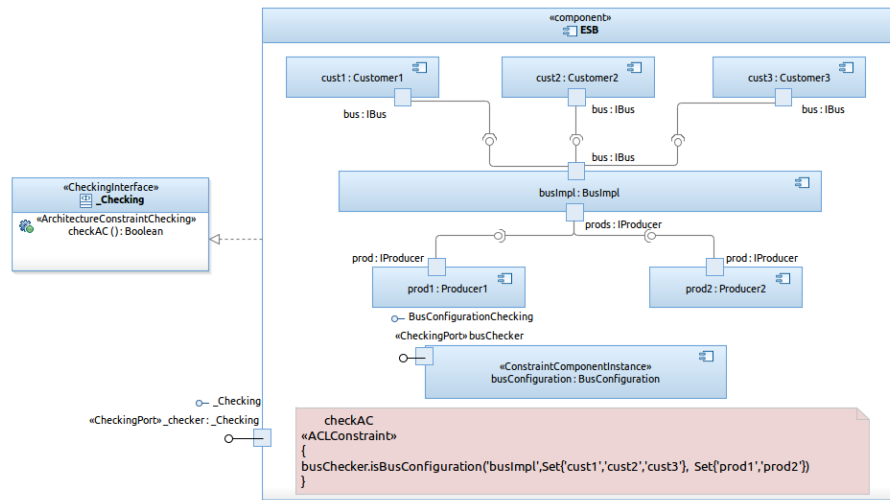 «component»
ESB
cust1 : Customer1
cust2 : Customer2
cust3 : Customer3
bus : IBus
bus : IBus
bus : IBus
bus : IBus
busImpl : BusImpl
prods : IProducer
prod : IProducer
prod : IProducer
prod1 : Producer1
prod2 : Producer2
BusConfigurationChecking
«CheckingPort» busChecker
«ConstraintComponentInstance»
busConfiguration : BusConfiguration
«CheckingInterface»
_Checking
«ArchitectureConstraintChecking»
checkAC () : Boolean
_Checking
«CheckingPort» _checker : _Checking
checkAC
«ACLConstraint»
{
busChecker.isBusConfiguration('busImpl',Set{'cust1','cust2','cust3'}, Set{'prod1','prod2'})
}